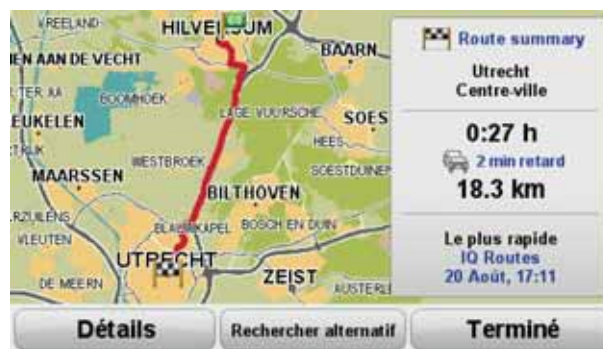 VREELAND
HILVERSUM
BAARN
EN AAN DE VECHT
BOOMHOEK
EUKELEN
LAGE VUURSCHE
SOES
HEES
WESTBROEK
SOESTDUINEN
MAARSSEN
BILTHOVEN
RZUILENS
BLAUWKAPEL
BOSCH EN DUIN
VLEUTEN
UTRECHT
DE MEERN
ZEIST
AUSTERLI
Route summary
Utrecht
Centre-ville
0:27 h
2 min retard
18.3 km
Le plus rapide
IQ Routes
20 Août, 17:11
Détails
Rechercher alternatif
Terminé